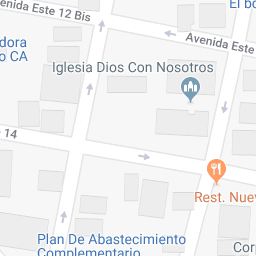 enida Este 12 Bis
El bo
Avenida Este
dora
o CA
Iglesia Dios Con Nosotros
14
Rest. Nuev
Plan De Abastecimiento
Complementario
Cor